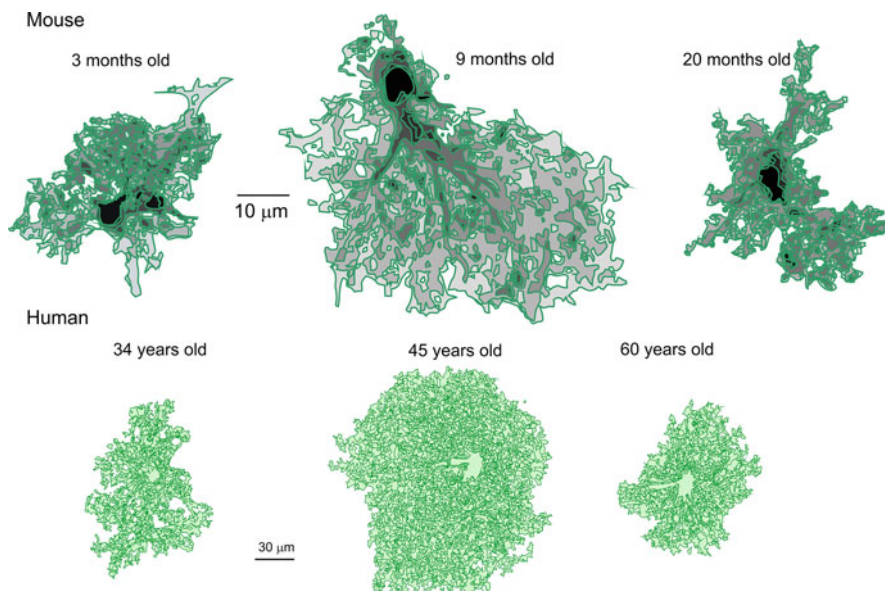 Mouse
3 months old
9 months old
20 months old
10 μm
Human
34 years old
45 years old
60 years old
30 μm